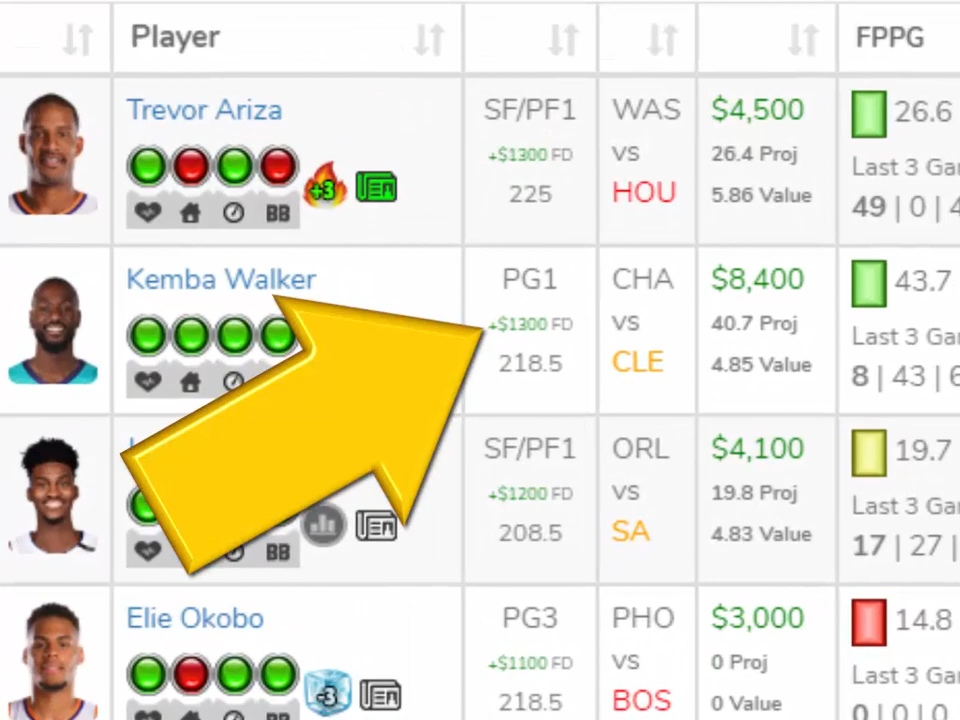 Player
FPPG
Trevor Ariza
SF/PF1
WAS
$4,500
26.6
+$1300 FD
VS
26.4 Proj
Last 3 Ga
+3
225
HOU
5.86 Value
49 | 0 | 4
BB
Kemba Walker
PG1
CHA
$8,400
43.7
+$1300 FD
VS
40.7 Proj
Last 3 Ga
218.5
CLE
4.85 Value
8 | 43 | 6
SF/PF1
ORL
$4,100
19.7
+$1200 FD
VS
19.8 Proj
Last 3 Ga
208.5
SA
4.83 Value
17 | 27 |
BB
Elie Okobo
PG3
PHO
$3,000
14.8
+$1100 FD
VS
0 Proj
Last 3 Ga
-3
218.5
BOS
0 Value
0 | 0 | 0